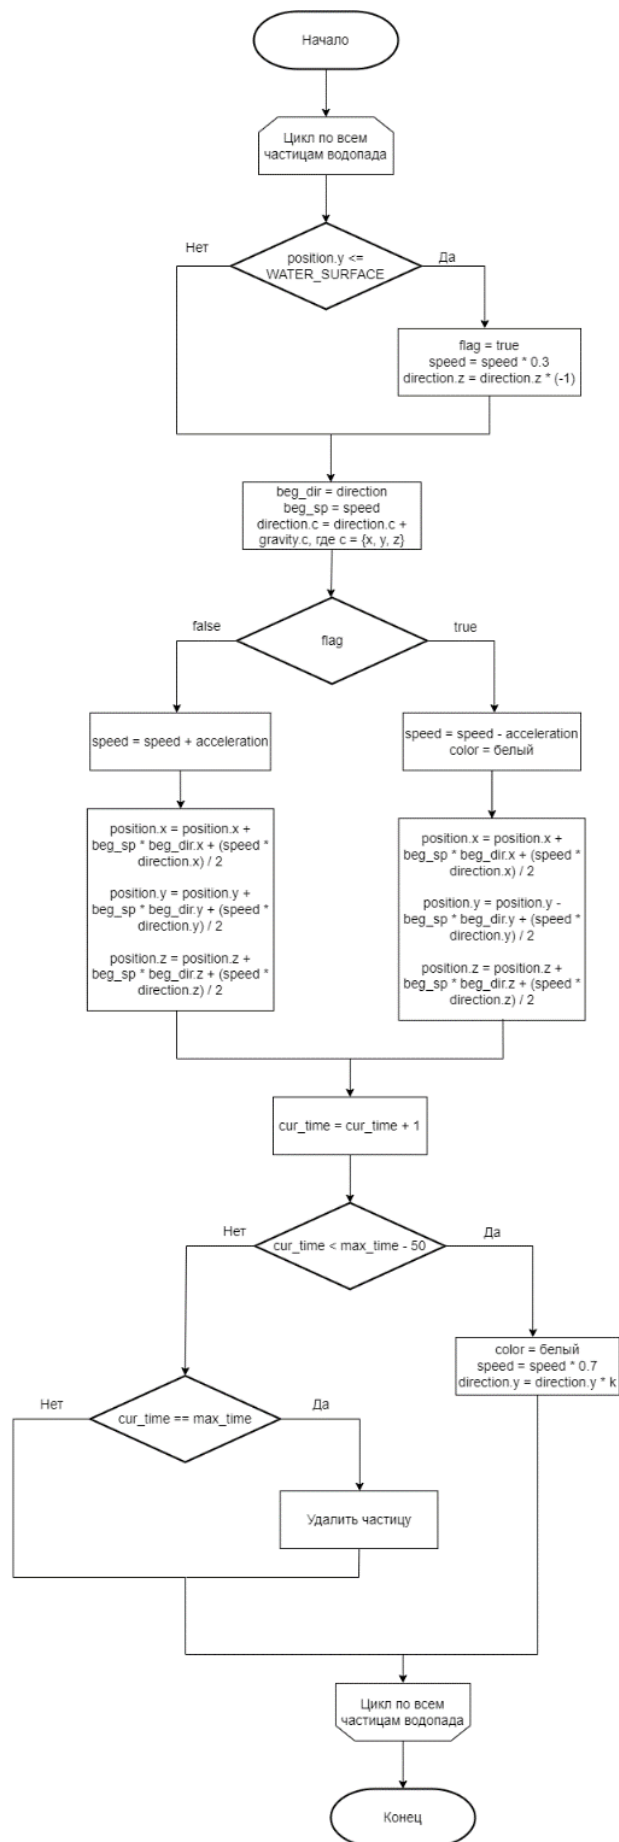 Начало
Цикл по всем
частицам водопада
Нет
position.y <=
WATER_SURFACE
Да
flag = true
speed = speed * 0.3
direction.z = direction.z * (-1)
beg_dir = direction
beg_sp = speed
direction.c = direction.c +
gravity.c, где c = {x, y, z}
false
flag
true
speed = speed + acceleration
speed = speed - acceleration
color = белый
position.x = position.x +
beg_sp * beg_dir.x + (speed *
direction.x) / 2
position.y = position.y +
beg_sp * beg_dir.y + (speed *
direction.y) / 2
position.z = position.z +
beg_sp * beg_dir.z + (speed *
direction.z) / 2
position.x = position.x +
beg_sp * beg_dir.x + (speed *
direction.x) / 2
position.y = position.y -
beg_sp * beg_dir.y + (speed *
direction.y) / 2
position.z = position.z +
beg_sp * beg_dir.z + (speed *
direction.z) / 2
cur_time = cur_time + 1
Нет
cur_time < max_time - 50
Да
color = белый
speed = speed * 0.7
direction.y = direction.y * k
Нет
cur_time == max_time
Да
Удалить частицу
Цикл по всем
частицам водопада
Конец